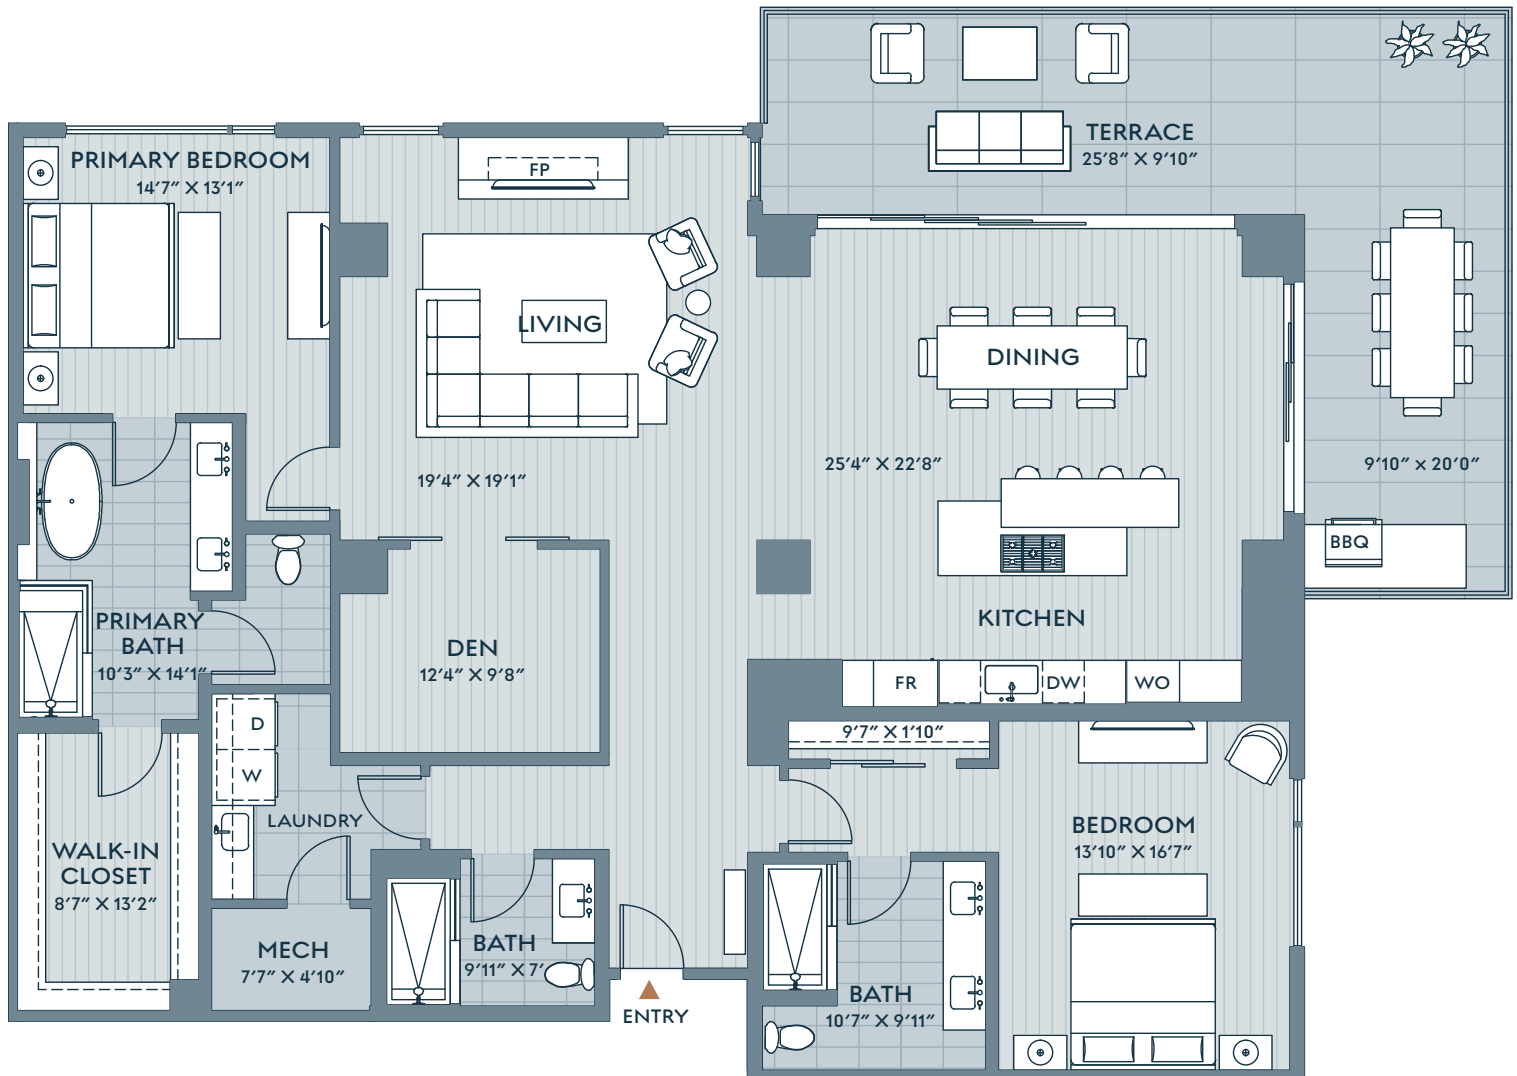 TERRACE
25′8″ X 9′10″
PRIMARY BEDROOM
14′7″ X 13′1″
FP
LIVING
19′4″ X 19′1″
DINING
25′4″ X 22′8″
9′10″ X 20′0″
BBQ
KITCHEN
FR
DW
WO
PRIMARY
BATH
10′3″ X 14′1″
DEN
12′4″ X 9′8″
D
W
LAUNDRY
9′7″ X 1′10″
BEDROOM
13′10″ X 16′7″
WALK-IN
CLOSET
8′7″ X 13′2″
MECH
7′7″ X 4′10″
BATH
9′11″ X 7′
ENTRY
BATH
10′7″ X 9′11″